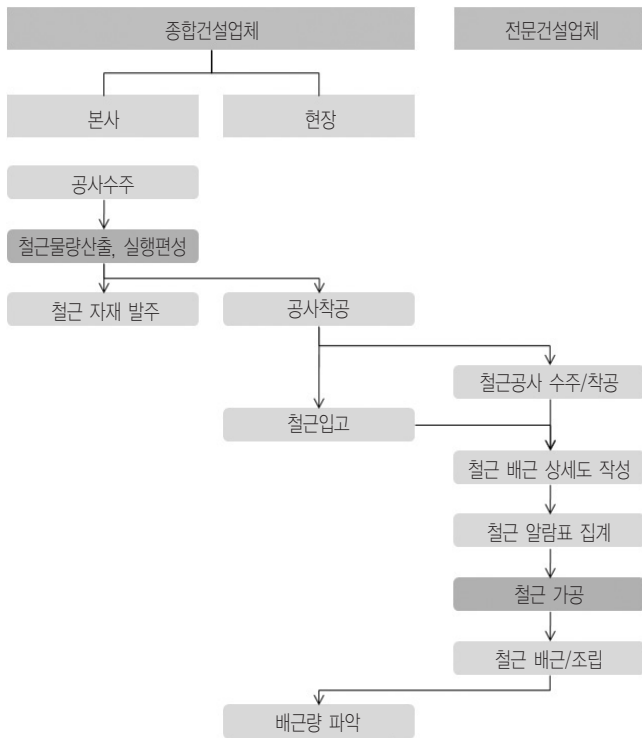 종합건설업체
전문건설업체
본사
현장
공사수주
철근물량산출, 실행편성
철근 자재 발주
공사착공
철근공사 수주/착공
철근입고
철근 배근 상세도 작성
철근 알람표 집계
철근 가공
철근 배근/조립
배근량 파악